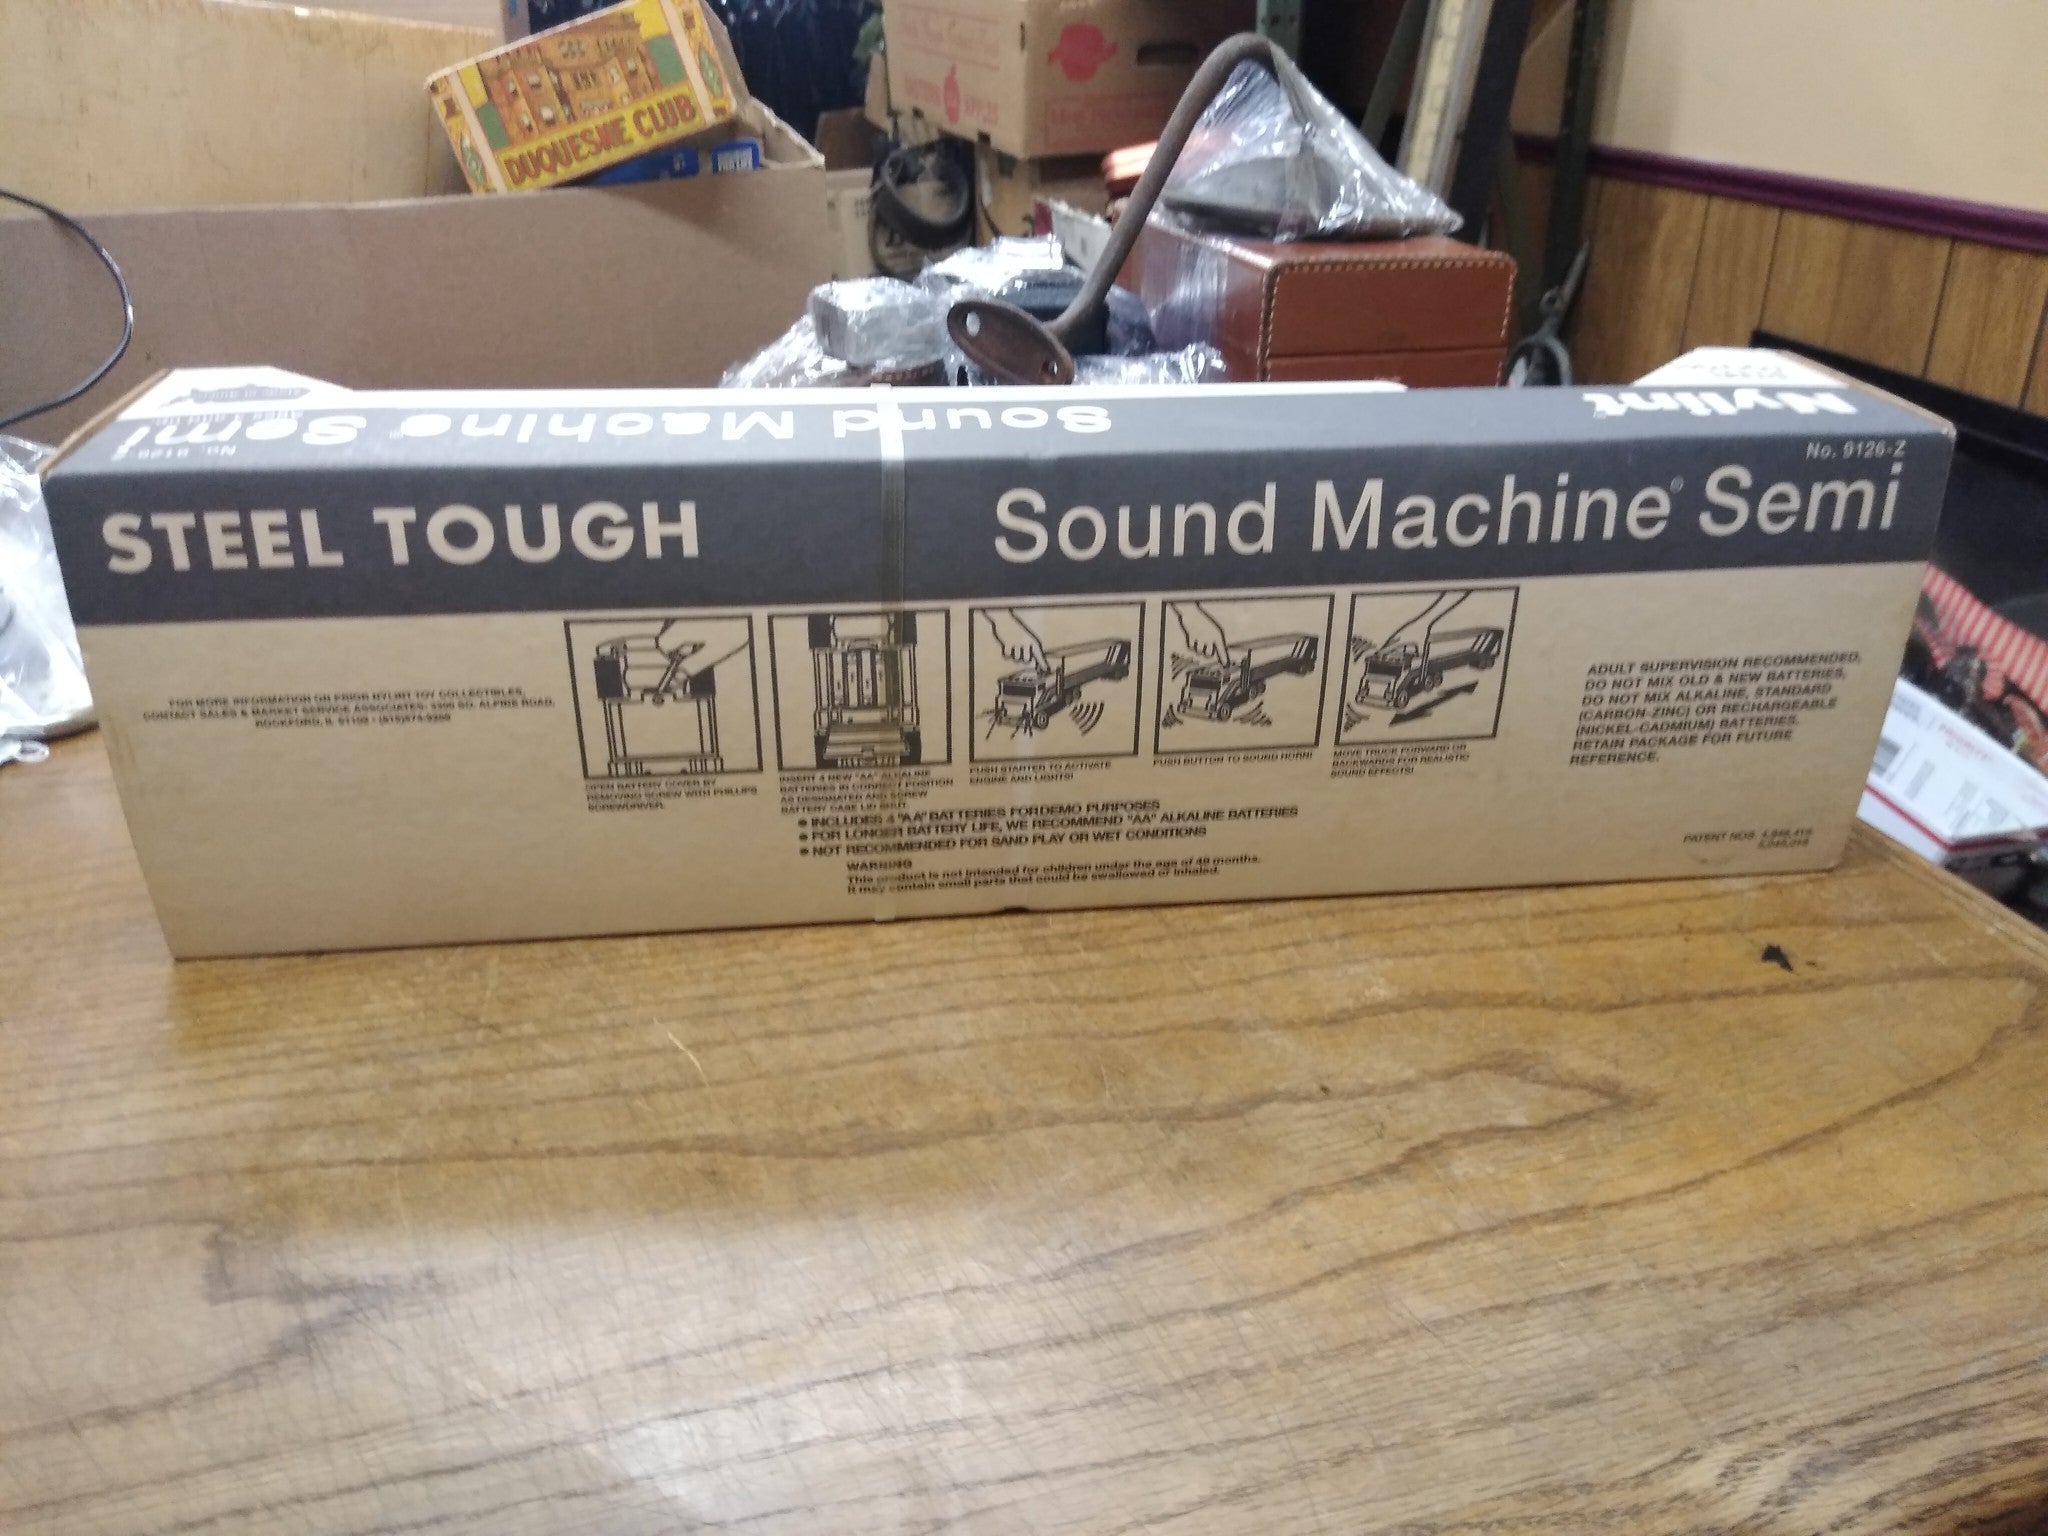 DUQUESNE CLUB
Nylint
Sound Machine Semi
No. 9126-Z
STEEL TOUGH
Sound Machine® Semi
FOR MORE INFORMATION ON PRIOR NYLINT TOY COLLECTIBLES,
CONTACT SALES & MARKET SERVICE ASSOCIATES: SO. ALPINE ROAD,
ROCKFORD, IL
OPEN BATTERY COVER BY
REMOVING SCREW WITH PHILLIPS
SCREWDRIVER.
INSERT 4 NEW "AA" ALKALINE
BATTERIES IN CORRECT POSITION
AS DESIGNATED AND SCREW
BATTERY CASE LID SHUT.
PUSH STARTER TO ACTIVATE
ENGINE AND LIGHTS!
PUSH BUTTON TO SOUND HORN!
MOVE TRUCK FORWARD OR
BACKWARDS FOR REALISTIC
SOUND EFFECTS!
• INCLUDES 4 "AA" BATTERIES FOR DEMO PURPOSES
• FOR LONGER BATTERY LIFE, WE RECOMMEND "AA" ALKALINE BATTERIES
• NOT RECOMMENDED FOR SAND PLAY OR WET CONDITIONS
WARNING
This product is not intended for children under the age of 48 months.
It may contain small parts that could be swallowed or inhaled.
ADULT SUPERVISION RECOMMENDED,
DO NOT MIX OLD & NEW BATTERIES,
DO NOT MIX ALKALINE, STANDARD
(CARBON-ZINC) OR RECHARGEABLE
(NICKEL-CADMIUM) BATTERIES.
RETAIN PACKAGE FOR FUTURE
REFERENCE.
PATENT NOS.